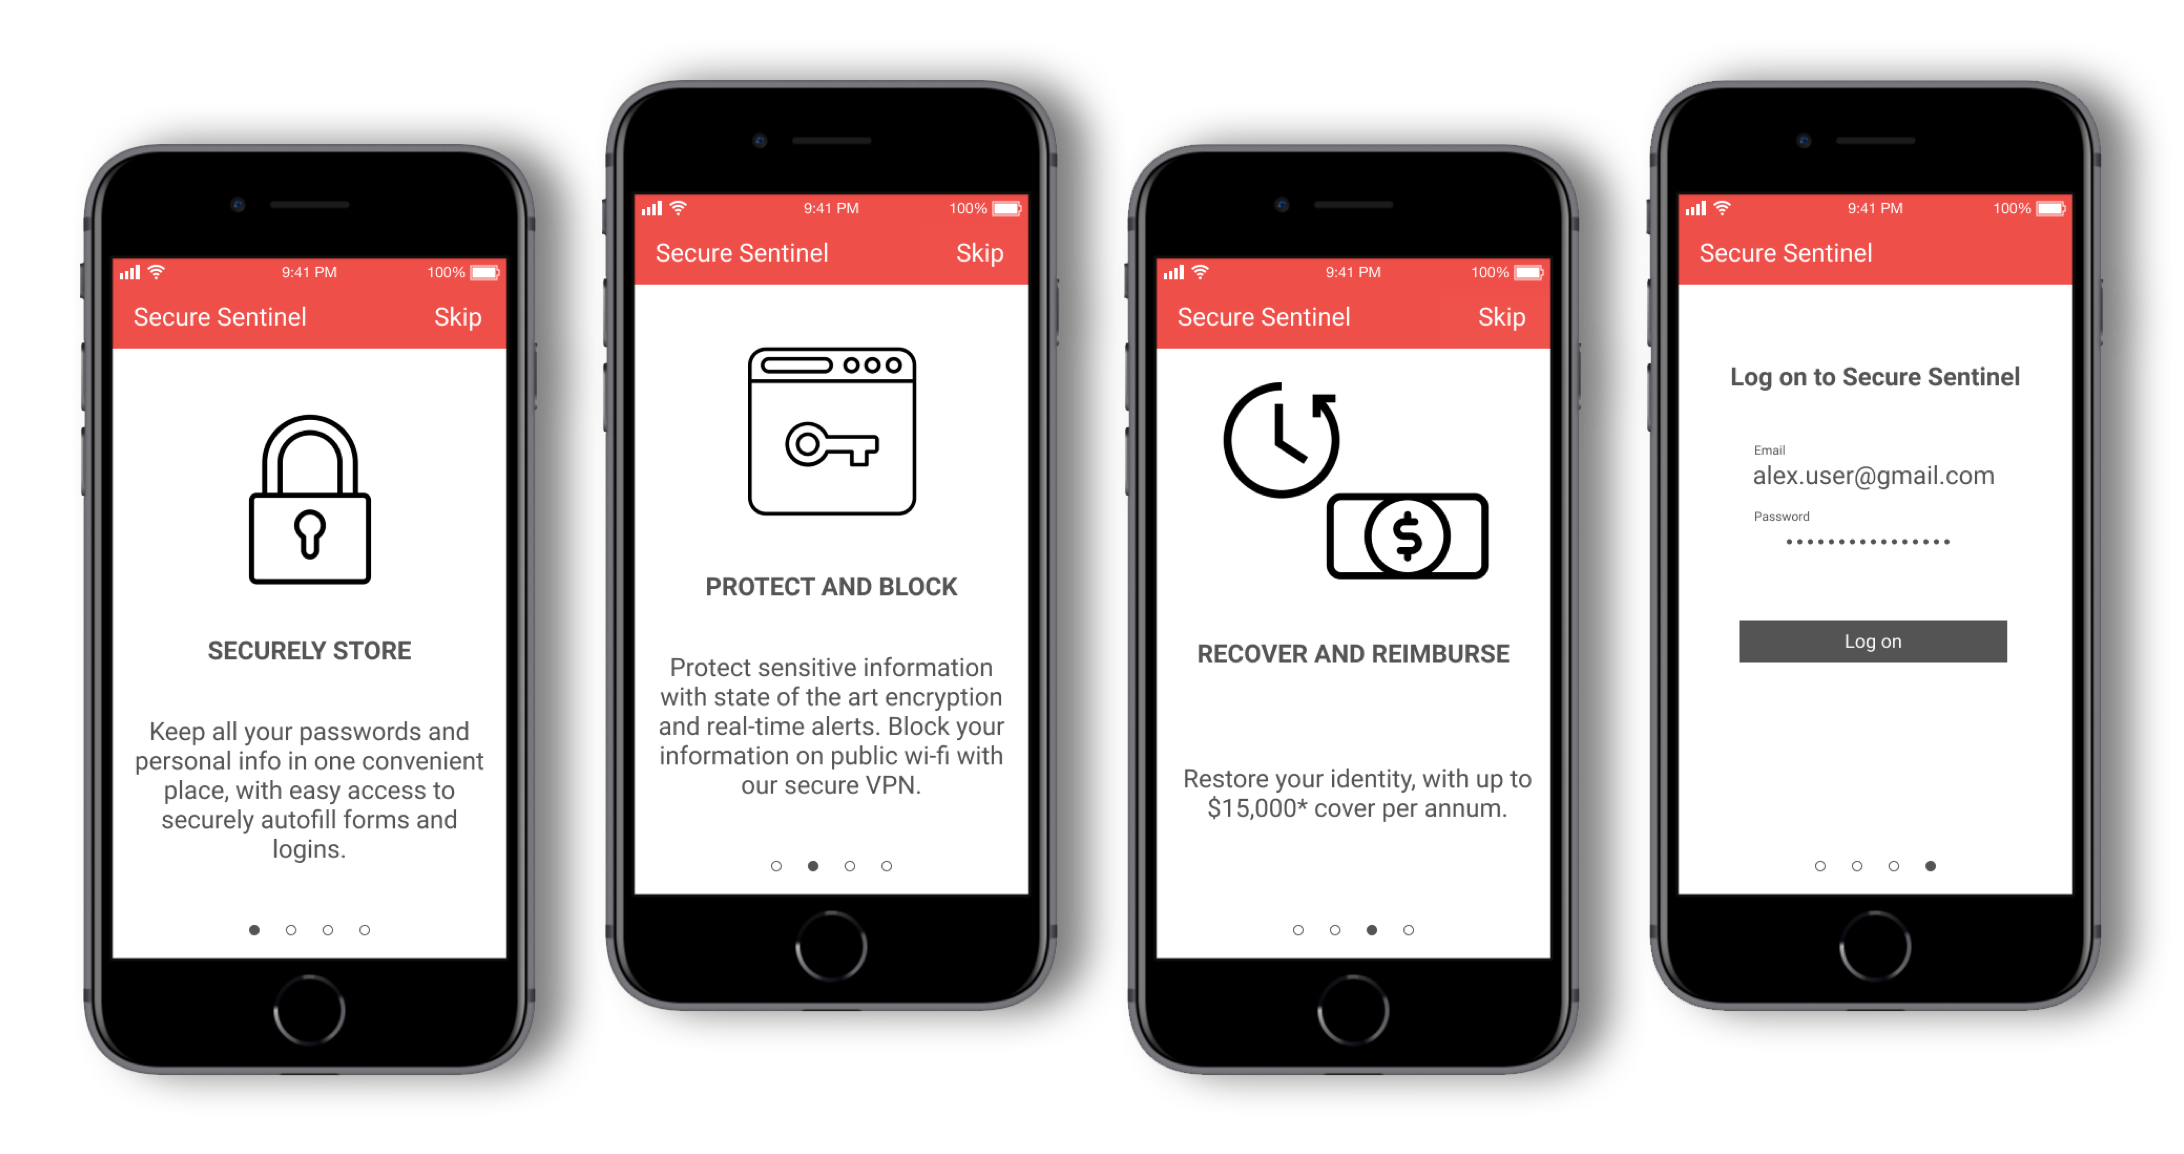 9:41 PM 100%
Secure Sentinel Skip
SECURELY STORE
Keep all your passwords and
personal info in one convenient
place, with easy access to
securely autofill forms and
logins.
9:41 PM 100%
Secure Sentinel Skip
PROTECT AND BLOCK
Protect sensitive information
with state of the art encryption
and real-time alerts. Block your
information on public wi-fi with
our secure VPN.
9:41 PM 100%
Secure Sentinel Skip
$
RECOVER AND REIMBURSE
Restore your identity, with up to
$15,000* cover per annum.
9:41 PM 100%
Secure Sentinel
Log on to Secure Sentinel
Email
alex.user@gmail.com
Password
Log on